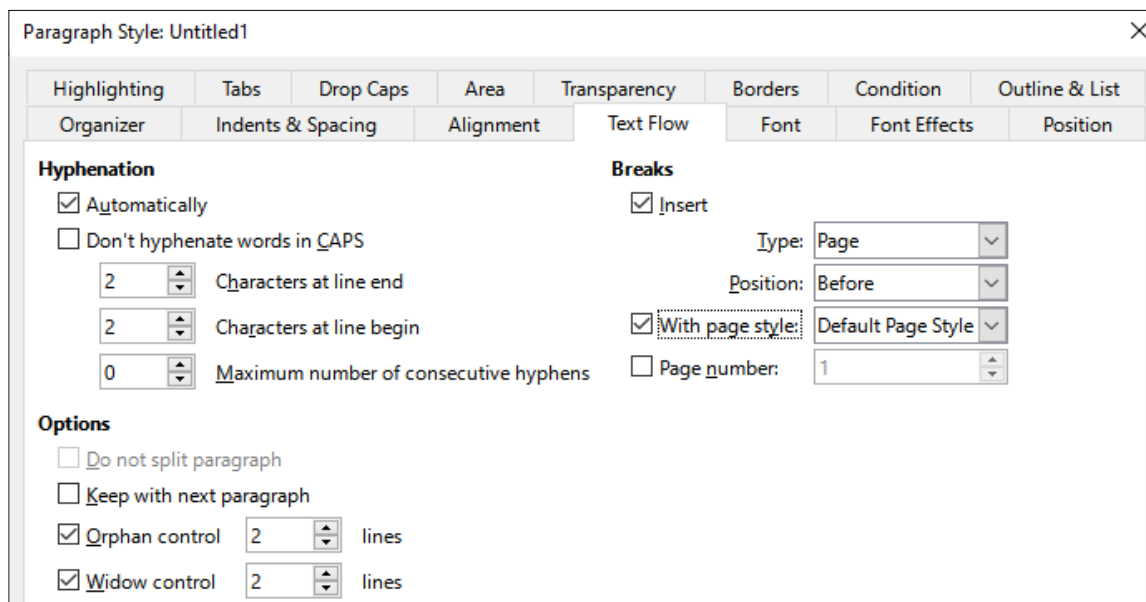 Paragraph Style: Untitled1
Highlighting Tabs Drop Caps Area Transparency Borders Condition Outline & List
Organizer Indents & Spacing Alignment Text Flow Font Font Effects Position
Hyphenation
Automatically
Don't hyphenate words in CAPS
2 Characters at line end
2 Characters at line begin
0 Maximum number of consecutive hyphens
Breaks
Insert
Type: Page
Position: Before
With page style: Default Page Style
Page number: 1
Options
Do not split paragraph
Keep with next paragraph
Orphan control 2 lines
Widow control 2 lines